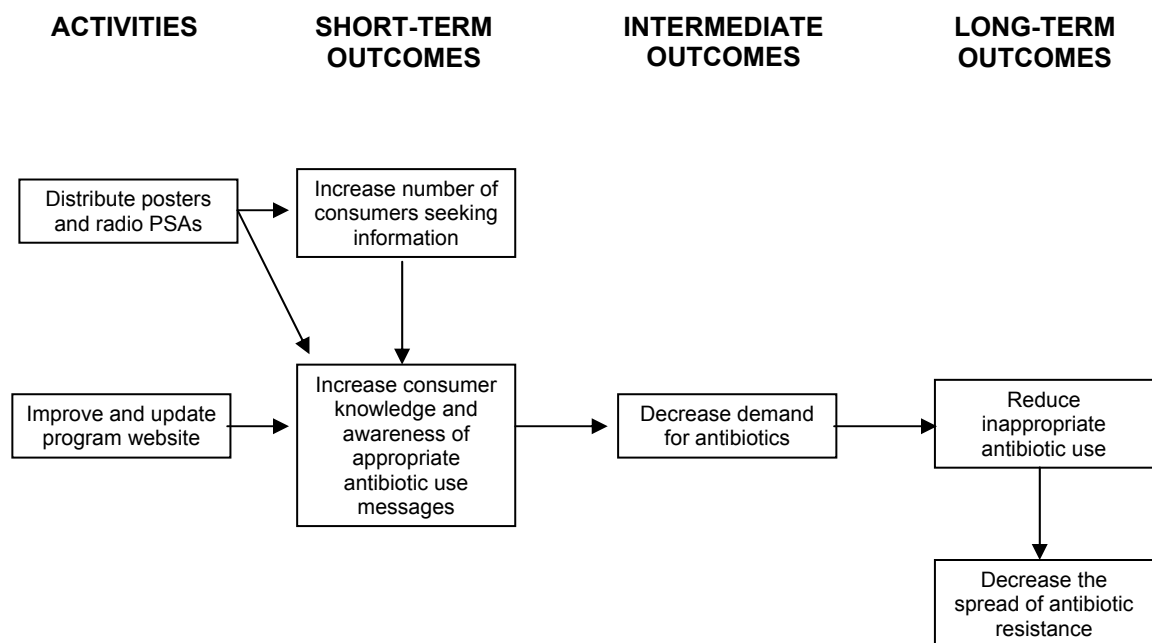 ACTIVITIES
SHORT-TERM
OUTCOMES
INTERMEDIATE
OUTCOMES
LONG-TERM
OUTCOMES
Distribute posters
and radio PSAs
Increase number of
consumers seeking
information
Improve and update
program website
Increase consumer
knowledge and
awareness of
appropriate
antibiotic use
messages
Decrease demand
for antibiotics
Reduce
inappropriate
antibiotic use
Decrease the
spread of antibiotic
resistance